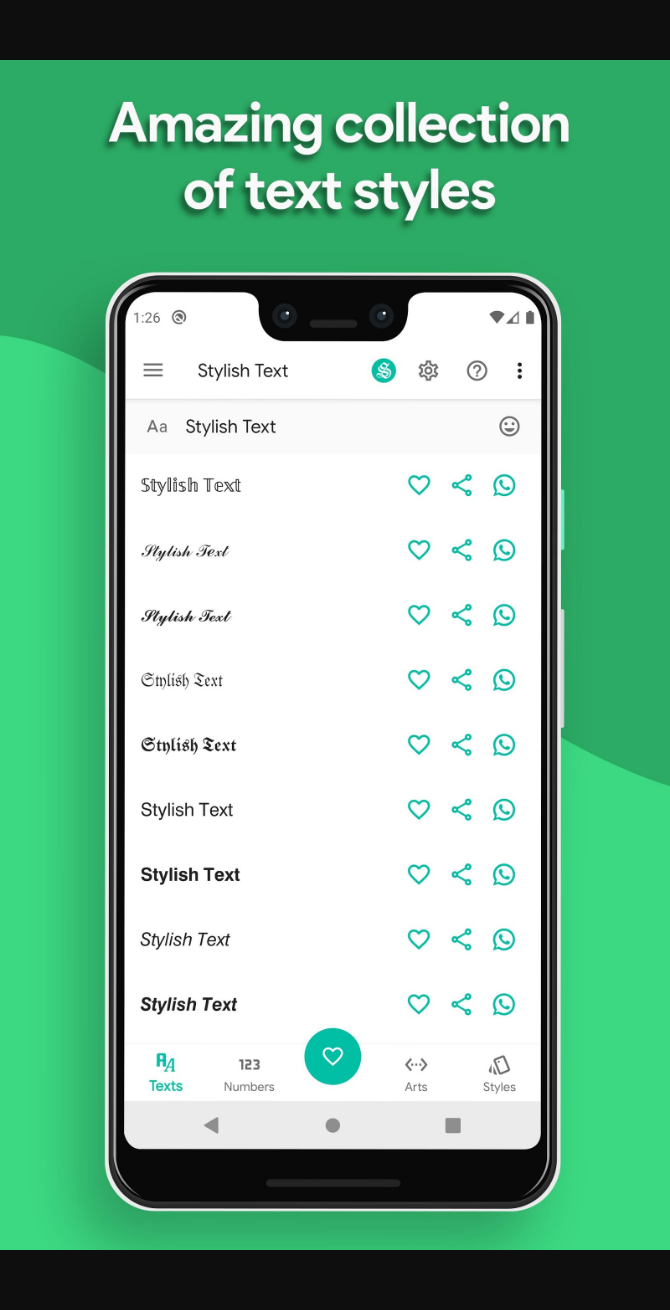 Amazing collection
of text styles
1:26
Stylish Text
Aa Stylish Text
𝕊𝕥𝕪𝕝𝕚𝕤𝕙 𝕋𝕖𝕩𝕥
𝒮𝓉𝓎𝓁𝒾𝓈𝒽 𝒯𝑒𝓍𝓉
𝓢𝓽𝔂𝓵𝓲𝓼𝓱 𝓣𝓮𝔁𝓽
𝔖𝔱𝔶𝔩𝔦𝔰𝔥 𝔗𝔢𝔵𝔱
𝕾𝖙𝖞𝖑𝖎𝖘𝖍 𝕿𝖊𝖝𝖙
Stylish Text
Stylish Text
Stylish Text
Stylish Text
123
Texts Numbers Arts Styles